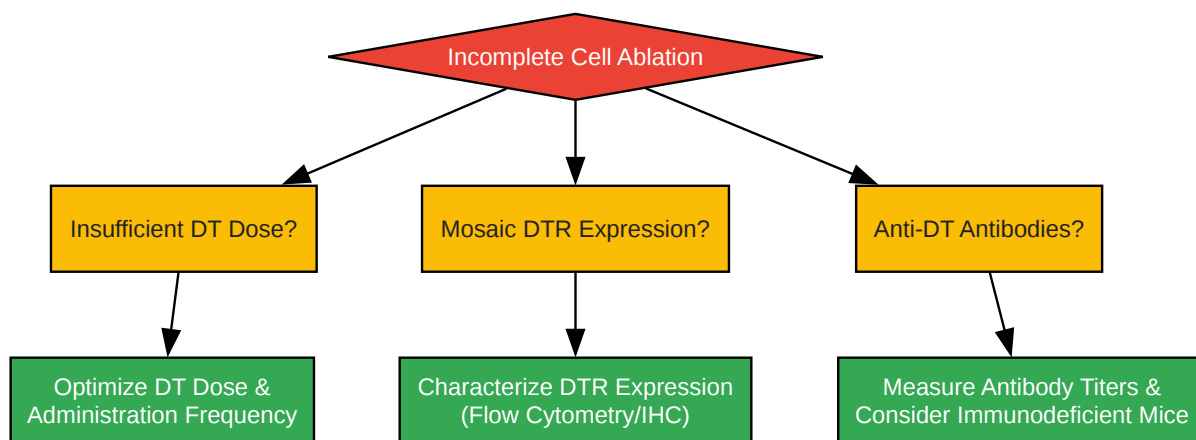 Incomplete Cell Ablation
Insufficient DT Dose?
Mosaic DTR Expression?
Anti-DT Antibodies?
Optimize DT Dose &
Administration Frequency
Characterize DTR Expression
(Flow Cytometry/IHC)
Measure Antibody Titers &
Consider Immunodeficient Mice